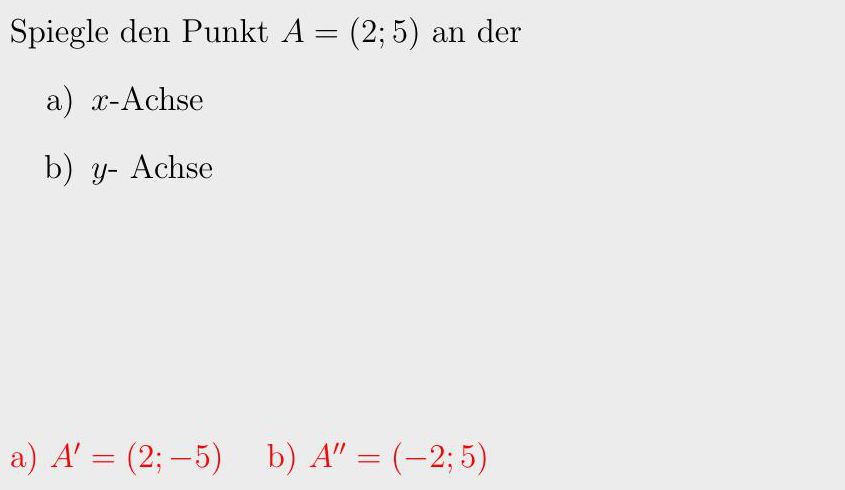 Spiegle den Punkt A = (2; 5) an der
a) x-Achse
b) y- Achse
a) A′ = (2; −5) b) A″ = (−2; 5)